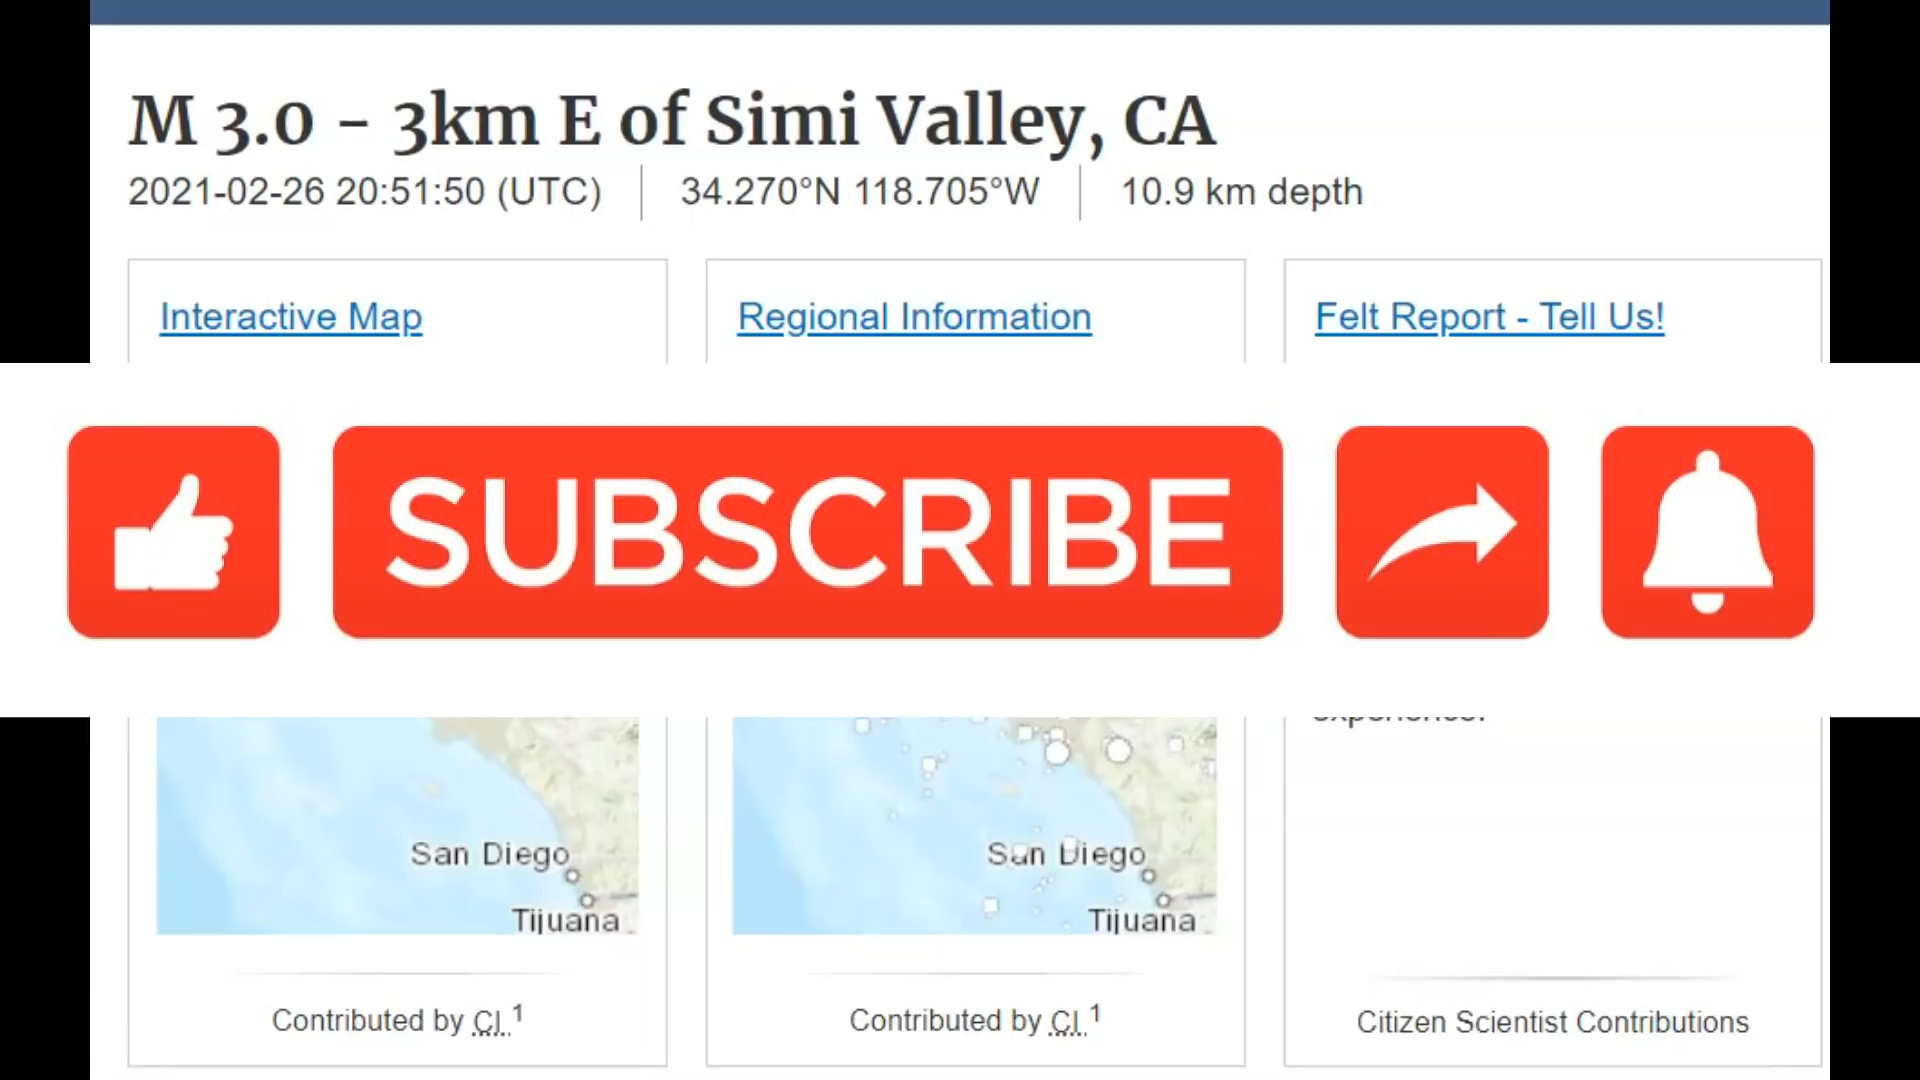 M 3.0 - 3km E of Simi Valley, CA
2021-02-26 20:51:50 (UTC) 34.270°N 118.705°W 10.9 km depth
Interactive Map Regional Information Felt Report - Tell Us!
SUBSCRIBE
San Diego San Diego
Tijuana Tijuana
Contributed by CI.1 Contributed by CI.1 Citizen Scientist Contributions